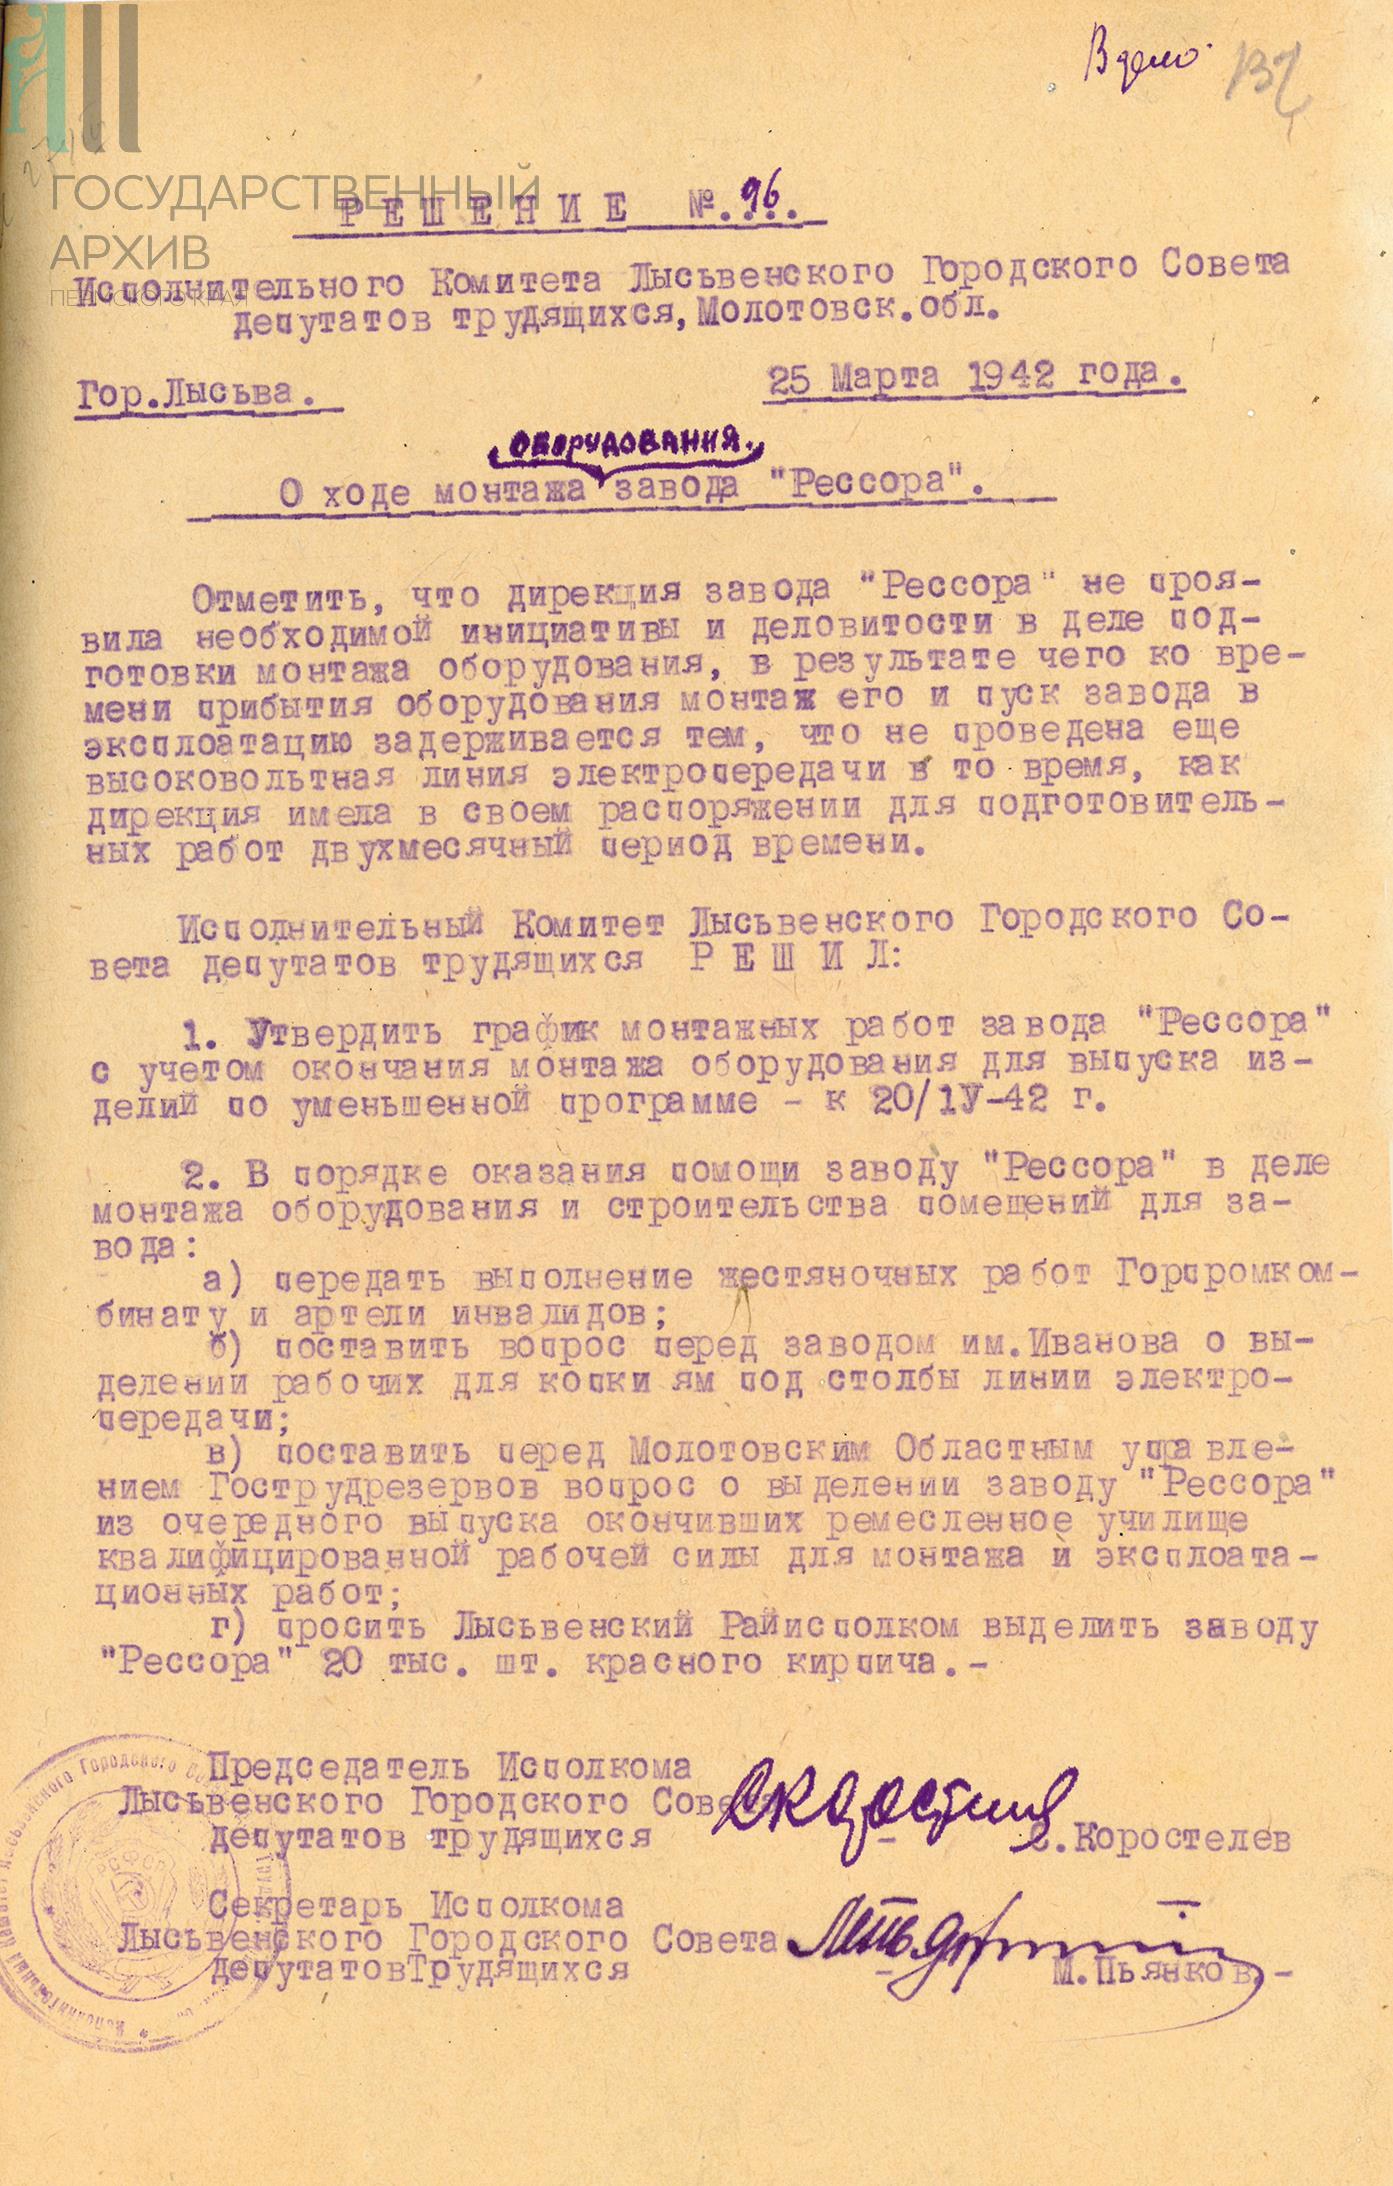 В дело. 137
ГОСУДАРСТВЕННЫЙ
АРХИВ
ПЕРМСКОГО КРАЯ
РЕШЕНИЕ №.96.
Исполнительного Комитета Лысьвенского Городского Совета
депутатов трудящихся, Молотовск.обл.
Гор.Лысьва.
25 Марта 1942 года.
оборудования.
О ходе монтажа завода "Рессора".
Отметить, что дирекция завода "Рессора" не проя-
вила необходимой инициативы и деловитости в деле под-
готовки монтажа оборудования, в результате чего ко вре-
мени прибытия оборудования монтаж его и пуск завода в
эксплоатацию задерживается тем, что не проведена еще
высоковольтная линия электропередачи в то время, как
дирекция имела в своем распоряжении для подготовитель-
ных работ двухмесячный период времени.
Исполнительный Комитет Лысьвенского Городского Со-
вета депутатов трудящихся Р Е Ш И Л:
1. Утвердить график монтажных работ завода "Рессора"
с учетом окончания монтажа оборудования для выпуска из-
делий по уменьшенной программе - к 20/1У-42 г.
2. В порядке оказания помощи заводу "Рессора" в деле
монтажа оборудования и строительства помещений для за-
вода:
а) передать выполнение жестяночных работ Горпромком-
бинату и артели инвалидов;
б) поставить вопрос перед заводом им.Иванова о вы-
делении рабочих для копки ям под столбы линии электро-
передачи;
в) поставить перед Молотовским Областным управле-
нием Гострудрезервов вопрос о выделении заводу "Рессора"
из очередного выпуска окончивших ремесленное училище
квалифицированной рабочей силы для монтажа и эксплоата-
ционных работ;
г) просить Лысьвенский Райисполком выделить заводу
"Рессора" 20 тыс. шт. красного кирпича.-
Председатель Исполкома
Лысьвенского Городского Совета
депутатов трудящихся - С.Коростелев
Секретарь Исполкома
Лысьвенского Городского Совета
депутатовТрудящихся - М.Пьянков.-